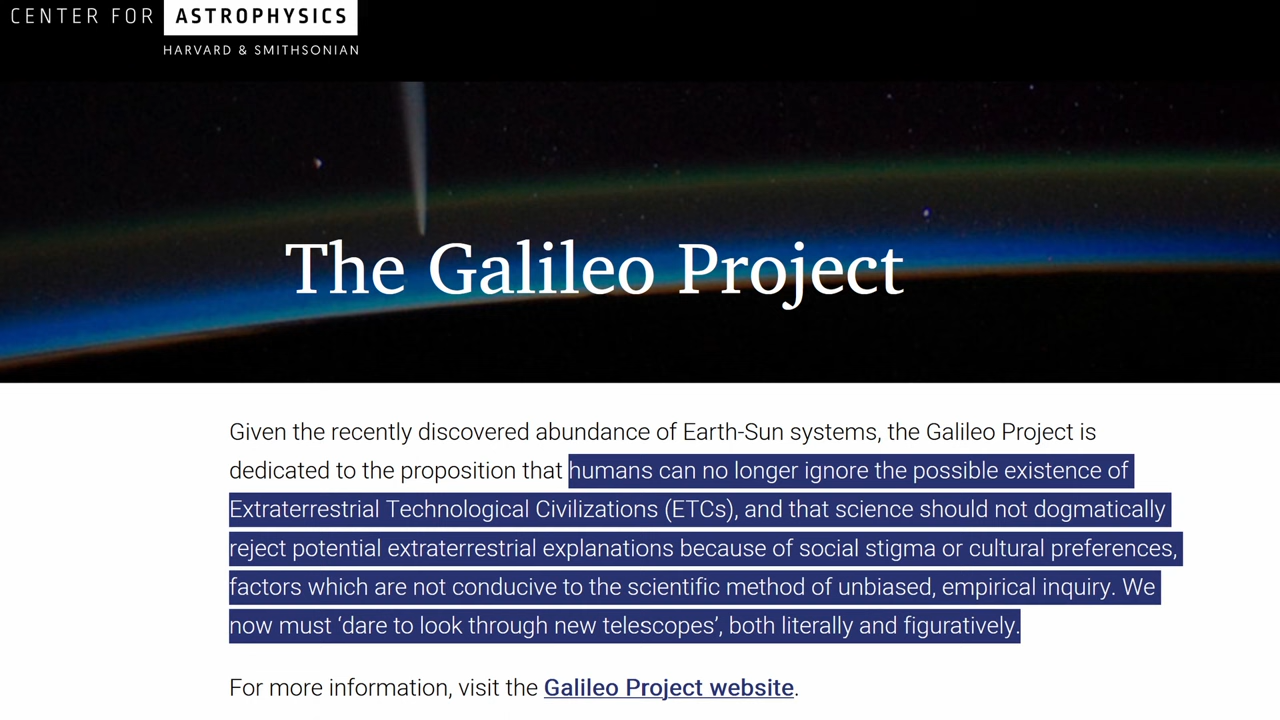 CENTER FOR ASTROPHYSICS
HARVARD & SMITHSONIAN
The Galileo Project
Given the recently discovered abundance of Earth-Sun systems, the Galileo Project is
dedicated to the proposition that humans can no longer ignore the possible existence of
Extraterrestrial Technological Civilizations (ETCs), and that science should not dogmatically
reject potential extraterrestrial explanations because of social stigma or cultural preferences,
factors which are not conducive to the scientific method of unbiased, empirical inquiry. We
now must ‘dare to look through new telescopes’, both literally and figuratively.
For more information, visit the Galileo Project website.